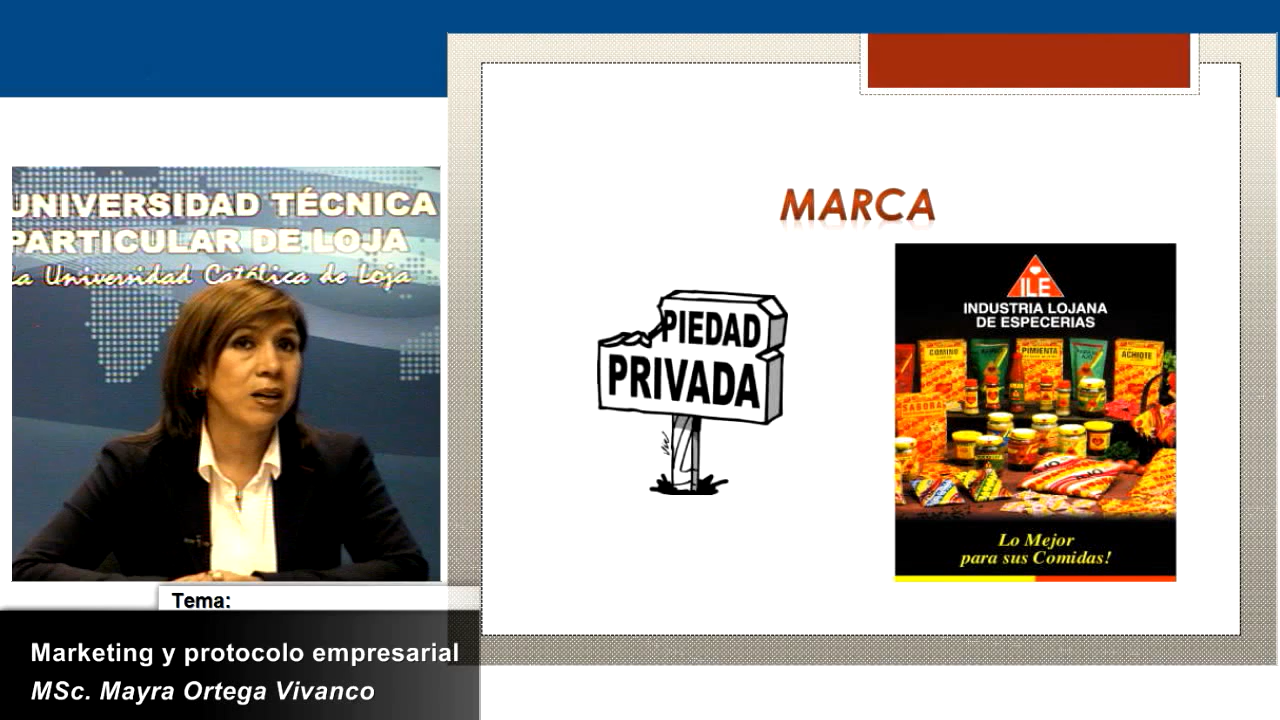 UNIVERSIDAD TÉCNICA
PARTICULAR DE LOJA
la Universidad Católica de Loja
Tema:
Marketing y protocolo empresarial
MSc. Mayra Ortega Vivanco
MARCA
PIEDAD
PRIVADA
ILE
INDUSTRIA LOJANA
DE ESPECERIAS
COMINO
PIMIENTA
ACHIOTE
SABORA
Lo Mejor
para sus Comidas!